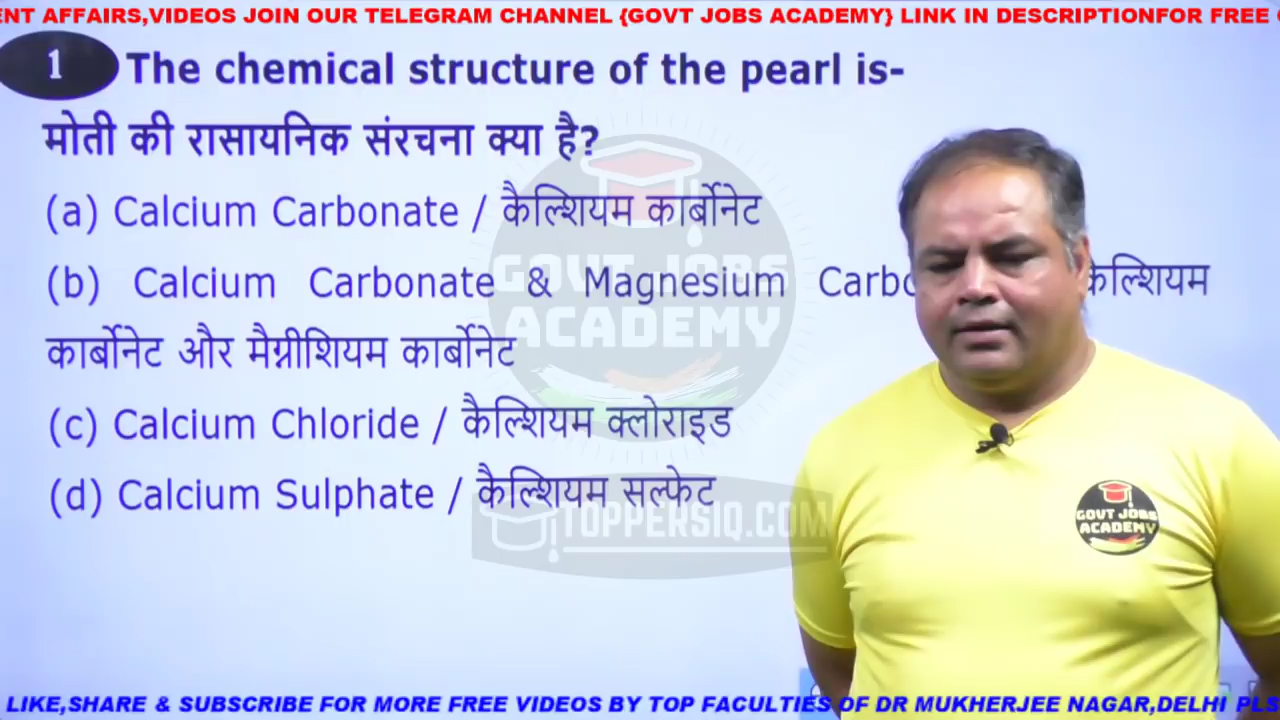 ENT AFFAIRS,VIDEOS JOIN OUR TELEGRAM CHANNEL {GOVT JOBS ACADEMY} LINK IN DESCRIPTIONFOR FREE
1 The chemical structure of the pearl is-
मोती की रासायनिक संरचना क्या है?
(a) Calcium Carbonate / कैल्शियम कार्बोनेट
(b) Calcium Carbonate & Magnesium Carbo कैल्शियम
कार्बोनेट और मैग्नीशियम कार्बोनेट
(c) Calcium Chloride / कैल्शियम क्लोराइड
(d) Calcium Sulphate / कैल्शियम सल्फेट
GOVT JOBS
ACADEMY
TOPPERSIQ.COM
GOVT JOBS
ACADEMY
LIKE,SHARE & SUBSCRIBE FOR MORE FREE VIDEOS BY TOP FACULTIES OF DR MUKHERJEE NAGAR,DELHI PLS